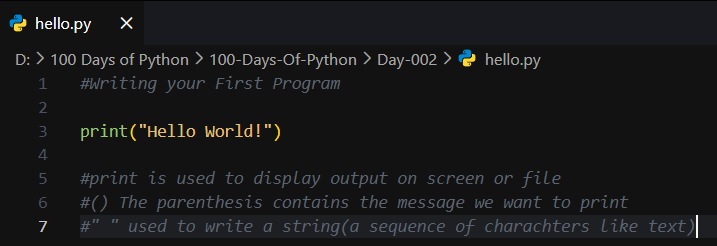 hello.py ×
D: > 100 Days of Python > 100-Days-Of-Python > Day-002 > hello.py
1 #Writing your First Program
2
3 print("Hello World!")
4
5 #print is used to display output on screen or file
6 #() The parenthesis contains the message we want to print
7 #" " used to write a string(a sequence of charachters like text)